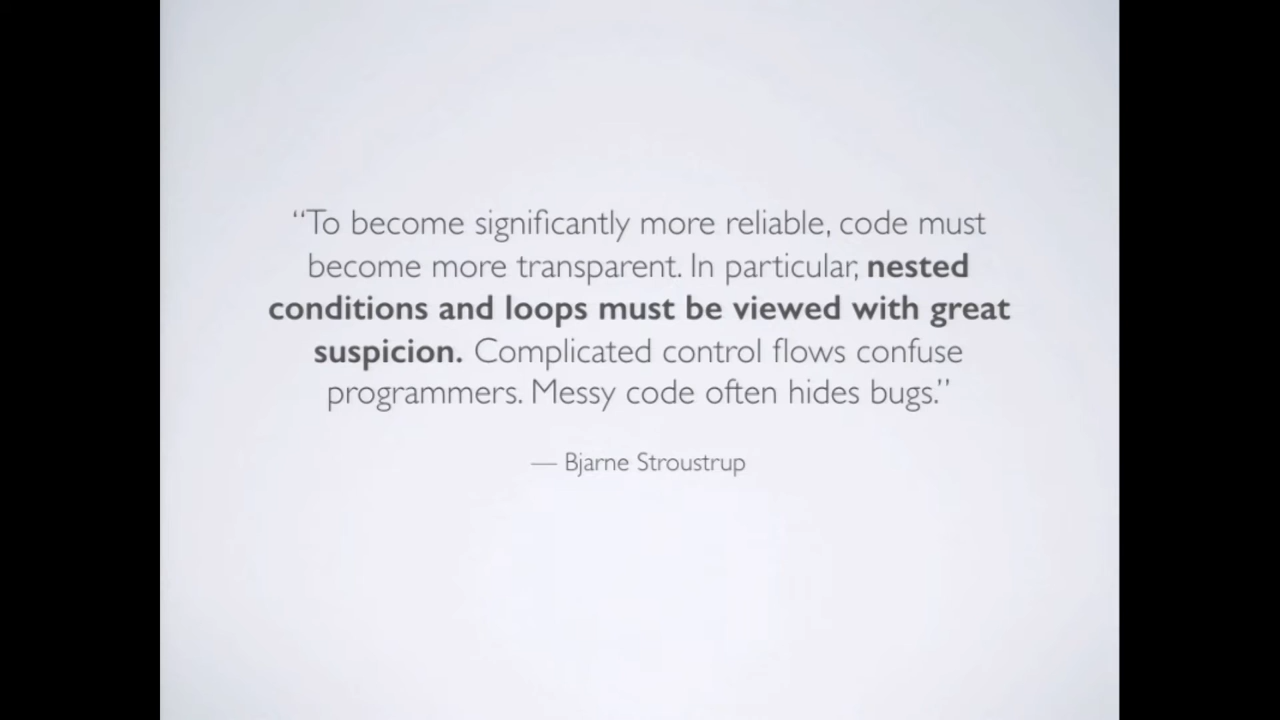 “To become significantly more reliable, code must
become more transparent. In particular, nested
conditions and loops must be viewed with great
suspicion. Complicated control flows confuse
programmers. Messy code often hides bugs.”
— Bjarne Stroustrup